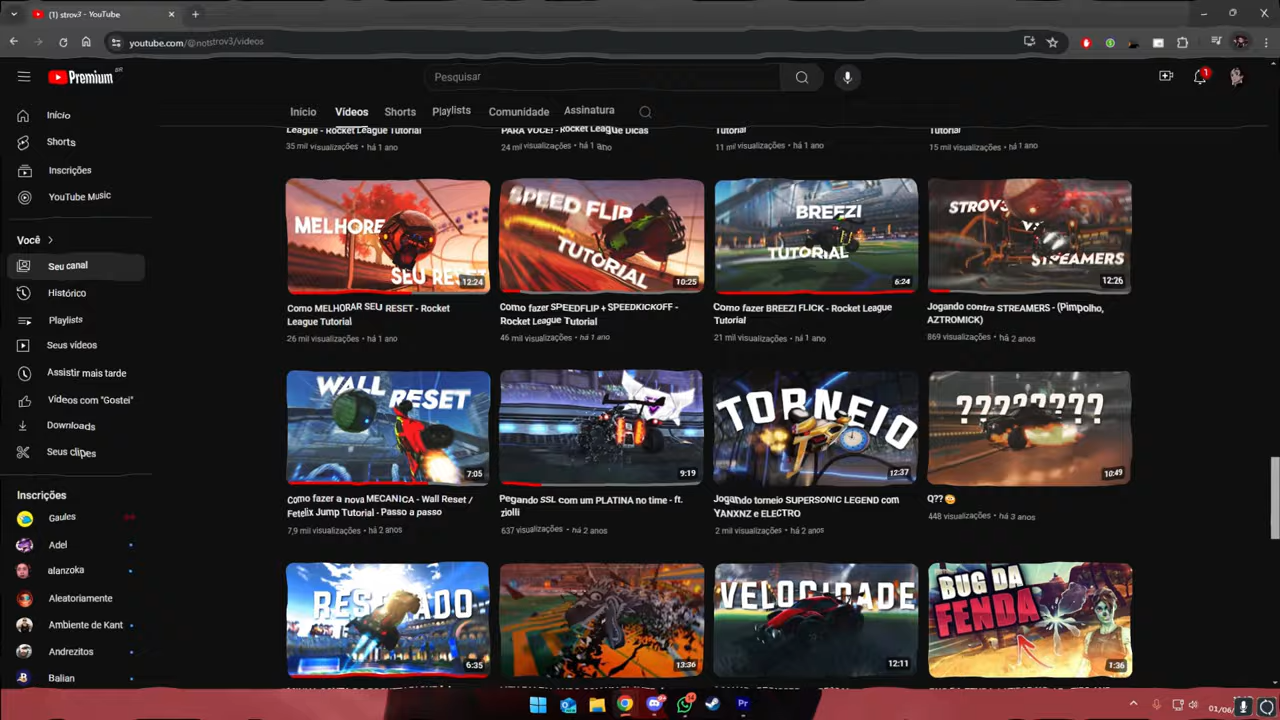 (1) strov3 - YouTube
youtube.com/@notstrov3/videos
Premium BR
Pesquisar
1
Início
Vídeos
Shorts
Playlists
Comunidade
Assinatura
Início
Shorts
Inscrições
YouTube Music
Você
Seu canal
Histórico
Playlists
Seus vídeos
Assistir mais tarde
Vídeos com "Gostei"
Downloads
Seus clipes
Inscrições
Gaules
Adel
alanzoka
Aleatoriamente
Ambiente de Kant
Andrezitos
Balian
League - Rocket League Tutorial
35 mil visualizações • há 1 ano
PARA VOCÊ! - Rocket League Dicas
24 mil visualizações • há 1 ano
Tutorial
11 mil visualizações • há 1 ano
Tutorial
15 mil visualizações • há 1 ano
MELHORE
SEU RESET
12:24
Como MELHORAR SEU RESET - Rocket
League Tutorial
26 mil visualizações • há 1 ano
SPEED FLIP
TUTORIAL
10:25
Como fazer SPEEDFLIP + SPEEDKICKOFF -
Rocket League Tutorial
46 mil visualizações • há 1 ano
BREEZI
TUTORIAL
6:24
Como fazer BREEZI FLICK - Rocket League
Tutorial
21 mil visualizações • há 1 ano
STROV3
STREAMERS
12:26
Jogando contra STREAMERS - (Pimpolho,
AZTROMICK)
869 visualizações • há 2 anos
WALL
RESET
7:05
Como fazer a nova MECANICA - Wall Reset /
Fetelix Jump Tutorial - Passo a passo
7,9 mil visualizações • há 2 anos
9:19
Pegando SSL com um PLATINA no time - ft.
ziolli
637 visualizações • há 2 anos
TORNEIO
12:37
Jogando torneio SUPERSONIC LEGEND com
YANXNZ e ELECTRO
2 mil visualizações • há 2 anos
????????
10:49
Q??
448 visualizações • há 3 anos
6:35
13:36
VELOCIDADE
12:11
BUG DA
FENDA
1:36
01/06